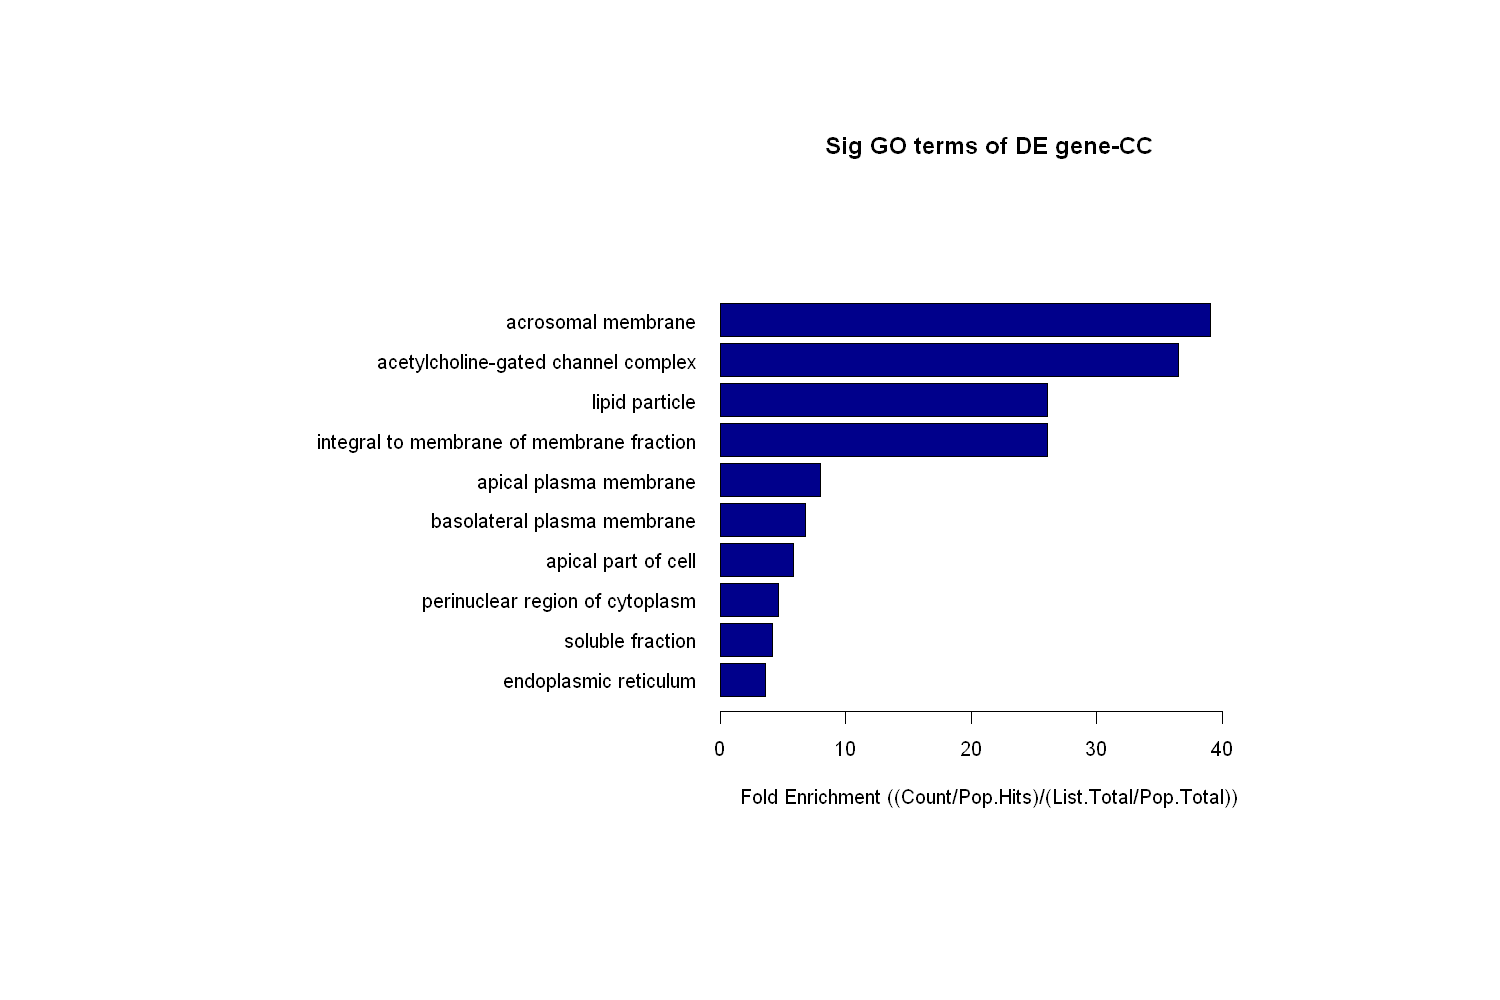 Sig GO terms of DE gene-CC
acrosomal membrane
acetylcholine-gated channel complex
lipid particle
integral to membrane of membrane fraction
apical plasma membrane
basolateral plasma membrane
apical part of cell
perinuclear region of cytoplasm
soluble fraction
endoplasmic reticulum
0 10 20 30 40
Fold Enrichment ((Count/Pop.Hits)/(List.Total/Pop.Total))